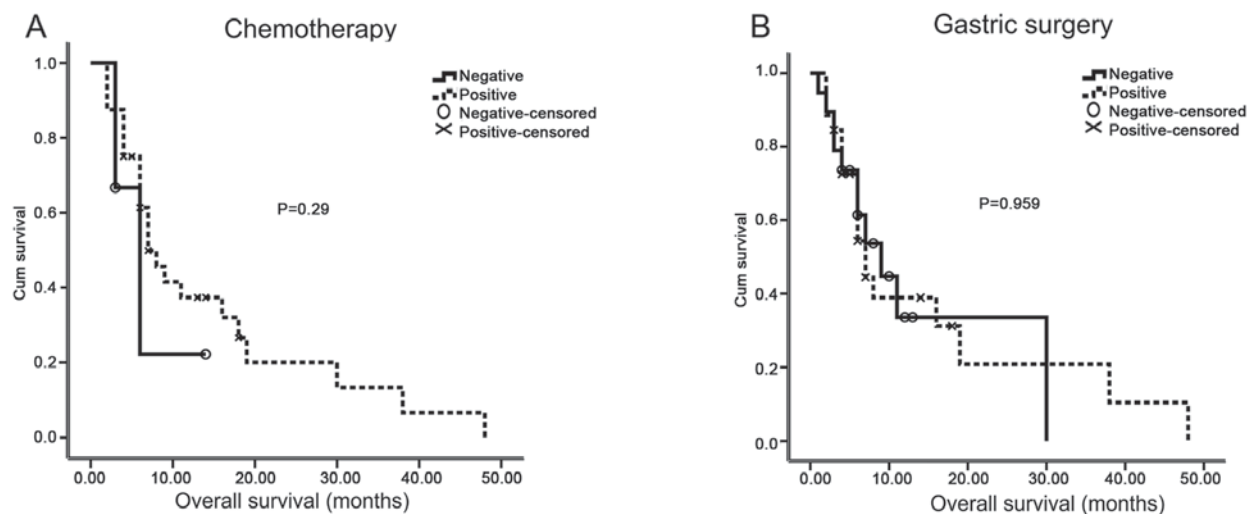 A
Chemotherapy
1.0
0.8
0.6
0.4
0.2
0.0
Cum survival
Negative
Positive
Negative-censored
Positive-censored
P=0.29
0.00 10.00 20.00 30.00 40.00 50.00
Overall survival (months)
B
Gastric surgery
1.0
0.8
0.6
0.4
0.2
0.0
Cum survival
Negative
Positive
Negative-censored
Positive-censored
P=0.959
0.00 10.00 20.00 30.00 40.00 50.00
Overall survival (months)